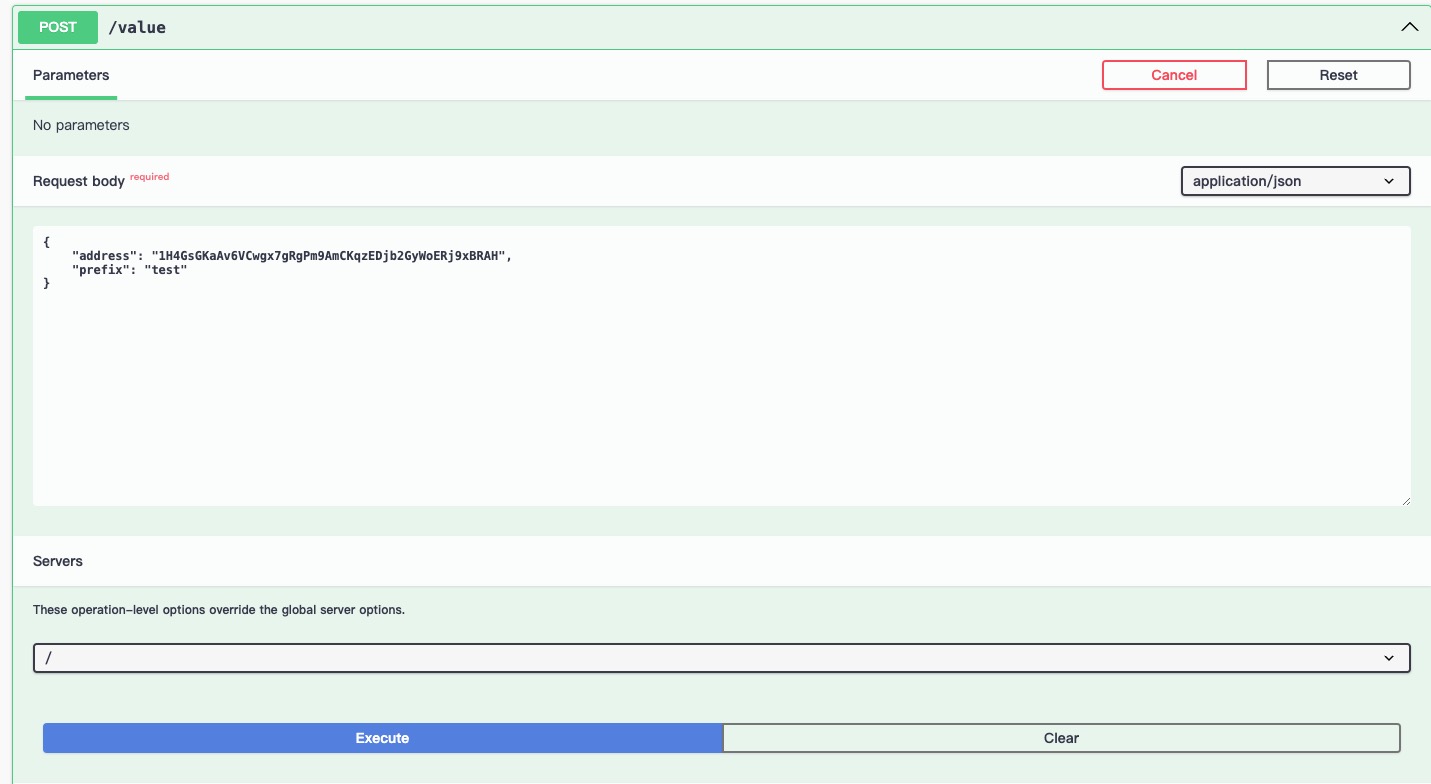 POST /value
Parameters Cancel Reset
No parameters
Request body required application/json
{
"address": "1H4GsGKaAv6VCwgx7gRgPm9AmCKqzEDjb2GyWoERj9xBRAH",
"prefix": "test"
}
Servers
These operation-level options override the global server options.
/
Execute Clear